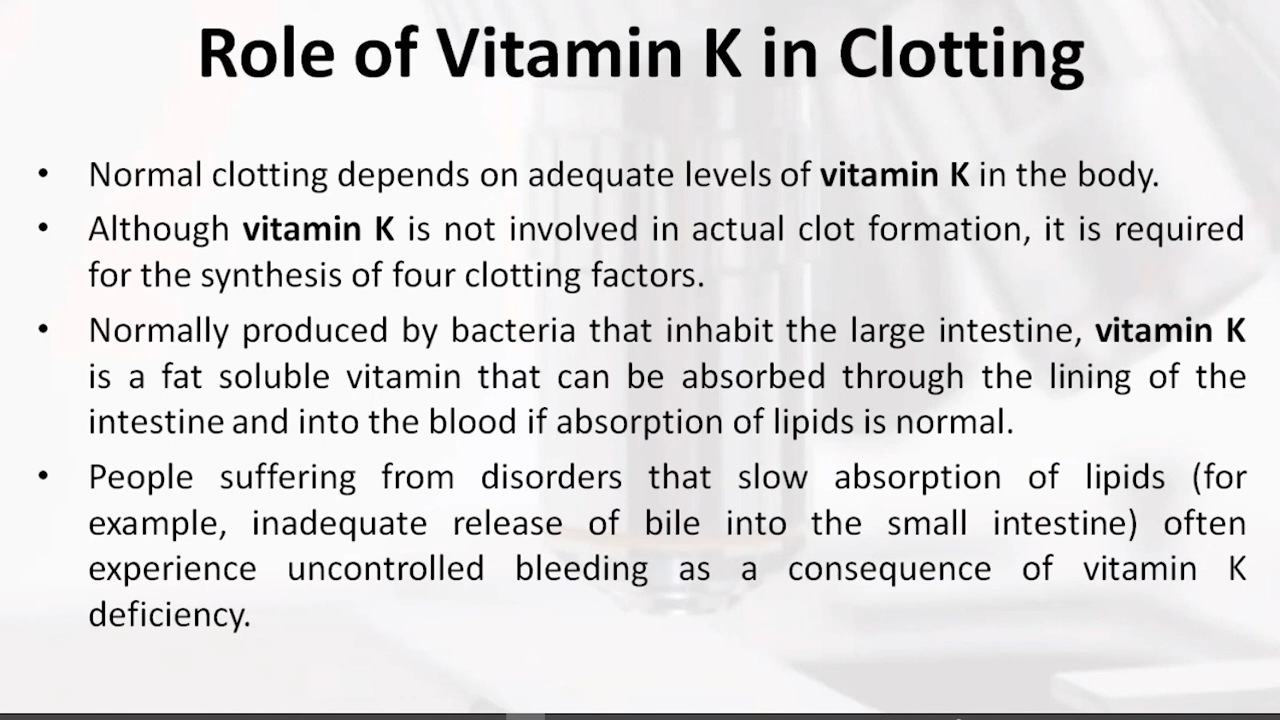 Role of Vitamin K in Clotting
• Normal clotting depends on adequate levels of vitamin K in the body.
• Although vitamin K is not involved in actual clot formation, it is required
for the synthesis of four clotting factors.
• Normally produced by bacteria that inhabit the large intestine, vitamin K
is a fat soluble vitamin that can be absorbed through the lining of the
intestine and into the blood if absorption of lipids is normal.
• People suffering from disorders that slow absorption of lipids (for
example, inadequate release of bile into the small intestine) often
experience uncontrolled bleeding as a consequence of vitamin K
deficiency.